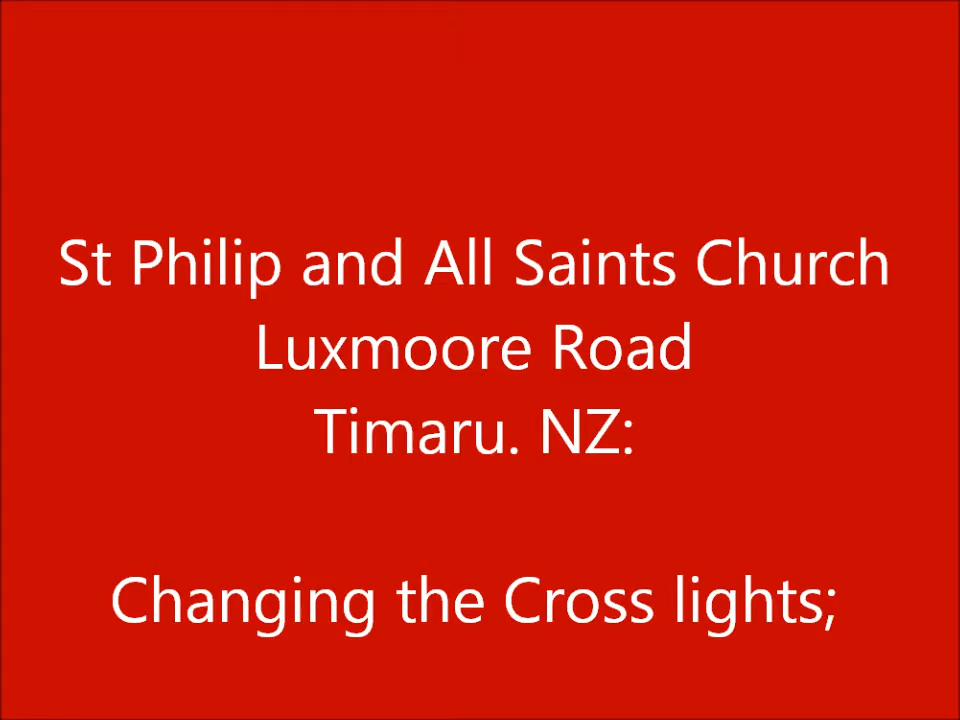 St Philip and All Saints Church
Luxmoore Road
Timaru. NZ:
Changing the Cross lights;